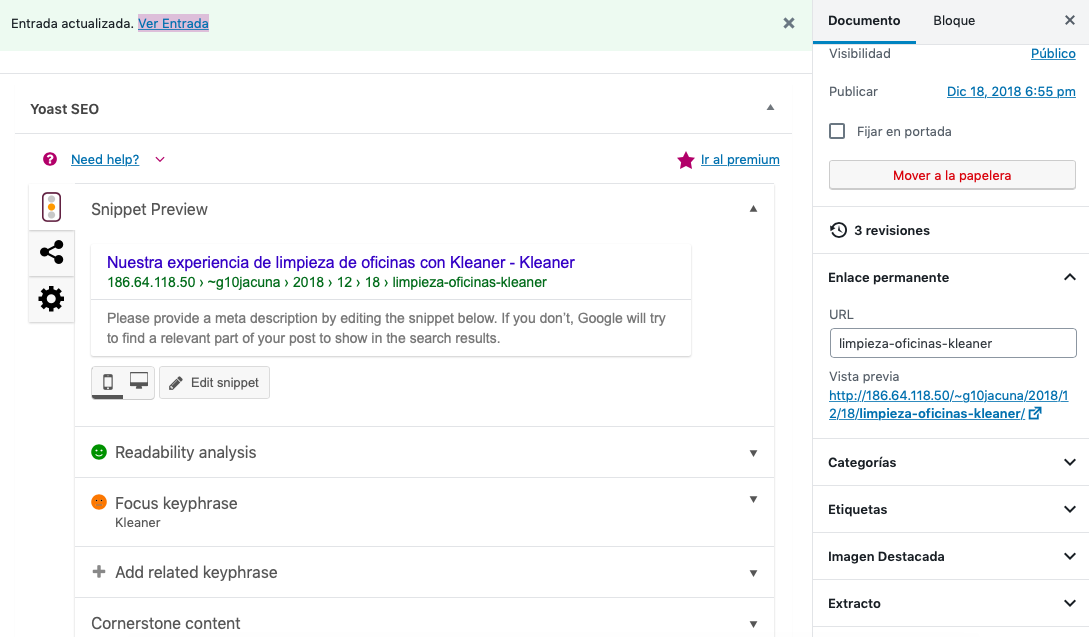 Entrada actualizada. Ver Entrada
Yoast SEO
Need help?
Ir al premium
Snippet Preview
Nuestra experiencia de limpieza de oficinas con Kleaner - Kleaner
186.64.118.50 › ~g10jacuna › 2018 › 12 › 18 › limpieza-oficinas-kleaner
Please provide a meta description by editing the snippet below. If you don’t, Google will try
to find a relevant part of your post to show in the search results.
Edit snippet
Readability analysis
Focus keyphrase
Kleaner
Add related keyphrase
Cornerstone content
Documento
Bloque
Visibilidad
Público
Publicar
Dic 18, 2018 6:55 pm
Fijar en portada
Mover a la papelera
3 revisiones
Enlace permanente
URL
limpieza-oficinas-kleaner
Vista previa
http://186.64.118.50/~g10jacuna/2018/1
2/18/limpieza-oficinas-kleaner/
Categorías
Etiquetas
Imagen Destacada
Extracto